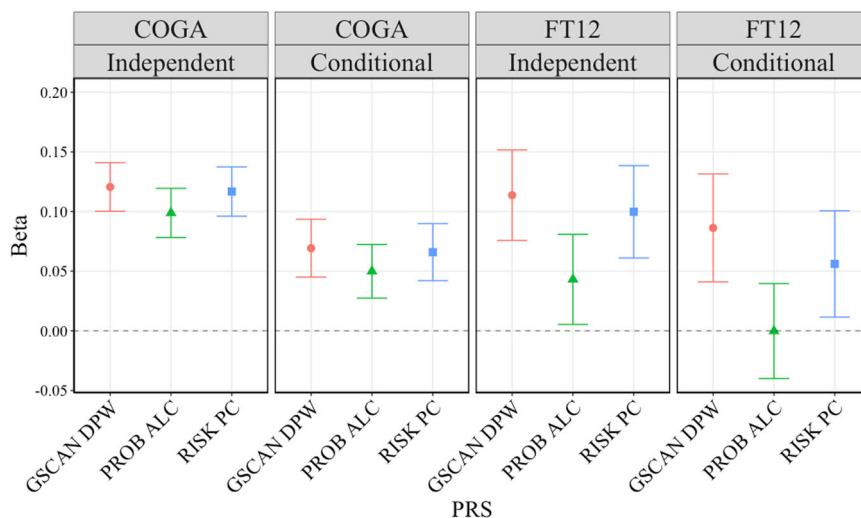 COGA COGA FT12 FT12
Independent Conditional Independent Conditional
0.20
0.15
0.10
0.05
0.00
-0.05
Beta
GSCAN DPW PROB ALC RISK PC GSCAN DPW PROB ALC RISK PC GSCAN DPW PROB ALC RISK PC GSCAN DPW PROB ALC RISK PC
PRS